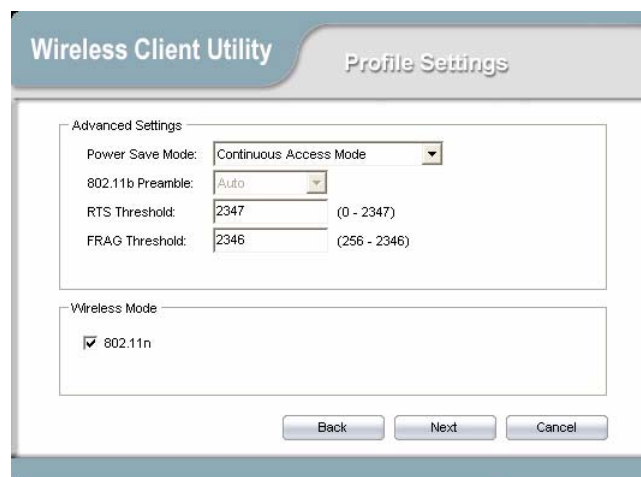 Wireless Client Utility
Profile Settings
Advanced Settings
Power Save Mode: Continuous Access Mode
802.11b Preamble: Auto
RTS Threshold: 2347 (0 - 2347)
FRAG Threshold: 2346 (256 - 2346)
Wireless Mode
802.11n
Back Next Cancel